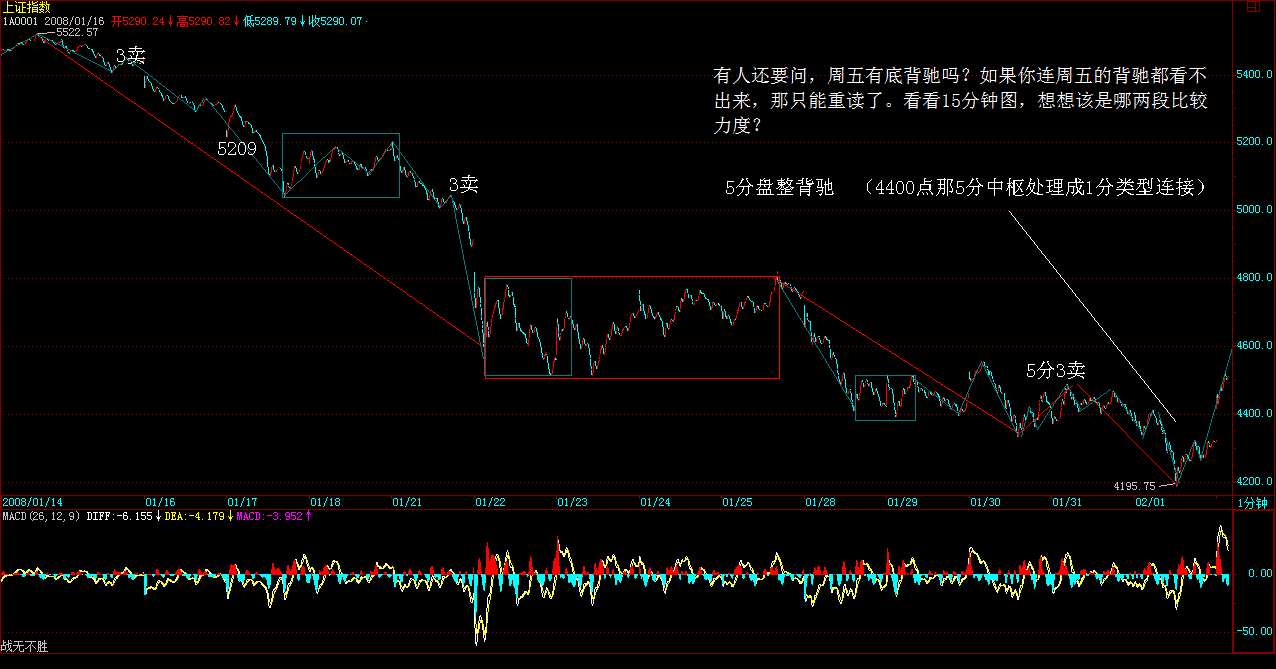 上证指数
1A0001 2008/01/16 开5290.24↓高5290.82↓低5289.79↓收5290.07
5522.57
3卖
有人还要问，周五有底背驰吗？如果你连周五的背驰都看不
出来，那只能重读了。看看15分钟图，想想该是哪两段比较
力度？
5400.0
5209
5200.0
3卖
5分盘整背驰 （4400点那5分中枢处理成1分类型连接）
5000.0
4800.0
4600.0
5分3卖
4400.0
4195.75
4200.0
2008/01/14 01/16 01/17 01/18 01/21 01/22 01/23 01/24 01/25 01/28 01/29 01/30 01/31 02/01 1分钟
MACD(26,12,9) DIFF:-6.155↓DEA:-4.179↓MACD:-3.952↑
0.00
-50.00
战无不胜